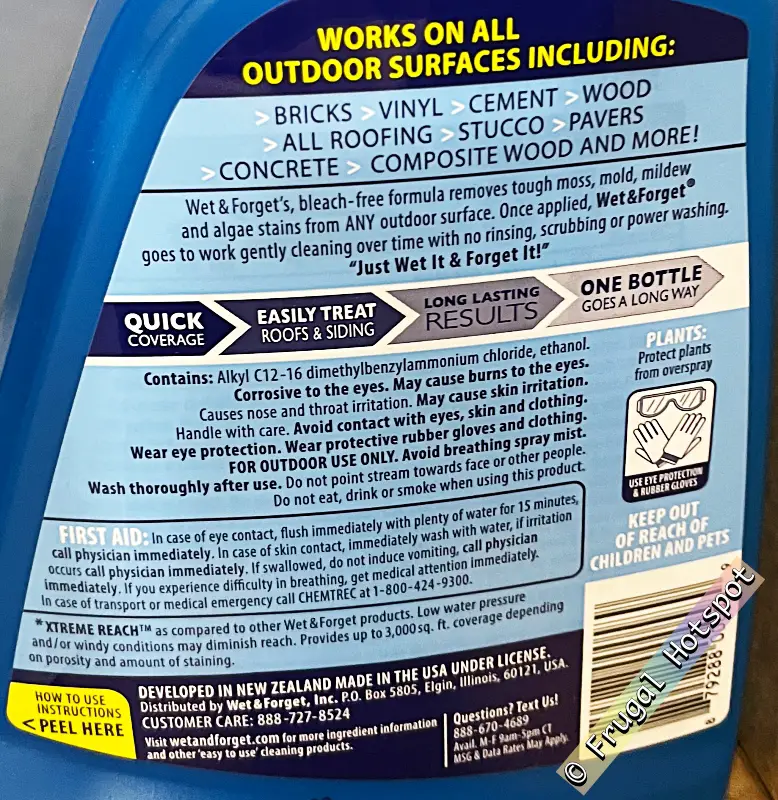 WORKS ON ALL
OUTDOOR SURFACES INCLUDING:
> BRICKS > VINYL > CEMENT > WOOD
> ALL ROOFING > STUCCO > PAVERS
> CONCRETE > COMPOSITE WOOD AND MORE!
Wet & Forget's, bleach-free formula removes tough moss, mold, mildew
and algae stains from ANY outdoor surface. Once applied, Wet&Forget®
goes to work gently cleaning over time with no rinsing, scrubbing or power washing.
"Just Wet It & Forget It!"
QUICK
COVERAGE
EASILY TREAT
ROOFS & SIDING
LONG LASTING
RESULTS
ONE BOTTLE
GOES A LONG WAY
Contains: Alkyl C12-16 dimethylbenzylammonium chloride, ethanol.
Corrosive to the eyes. May cause burns to the eyes.
Causes nose and throat irritation. May cause skin irritation.
Handle with care. Avoid contact with eyes, skin and clothing.
Wear eye protection. Wear protective rubber gloves and clothing.
FOR OUTDOOR USE ONLY. Avoid breathing spray mist.
Wash thoroughly after use. Do not point stream towards face or other people.
Do not eat, drink or smoke when using this product.
PLANTS:
Protect plants
from overspray
USE EYE PROTECTION
& RUBBER GLOVES
KEEP OUT
OF REACH OF
CHILDREN AND PETS
FIRST AID: In case of eye contact, flush immediately with plenty of water for 15 minutes,
call physician immediately. In case of skin contact, immediately wash with water, if irritation
occurs call physician immediately. If swallowed, do not induce vomiting, call physician
immediately. If you experience difficulty in breathing, get medical attention immediately.
In case of transport or medical emergency call CHEMTREC at 1-800-424-9300.
*XTREME REACH™ as compared to other Wet&Forget products. Low water pressure
and/or windy conditions may diminish reach. Provides up to 3,000 sq. ft. coverage depending
on porosity and amount of staining.
HOW TO USE
INSTRUCTIONS
< PEEL HERE
DEVELOPED IN NEW ZEALAND MADE IN THE USA UNDER LICENSE.
Distributed by Wet&Forget, Inc. P.O. Box 5805, Elgin, Illinois, 60121, USA.
CUSTOMER CARE: 888-727-8524
Visit wetandforget.com for more ingredient information
and other 'easy to use' cleaning products.
Questions? Text Us!
888-670-4689
Avail. M-F 9am-5pm CT
MSG & Data Rates May Apply.
© Frugal Hotspot